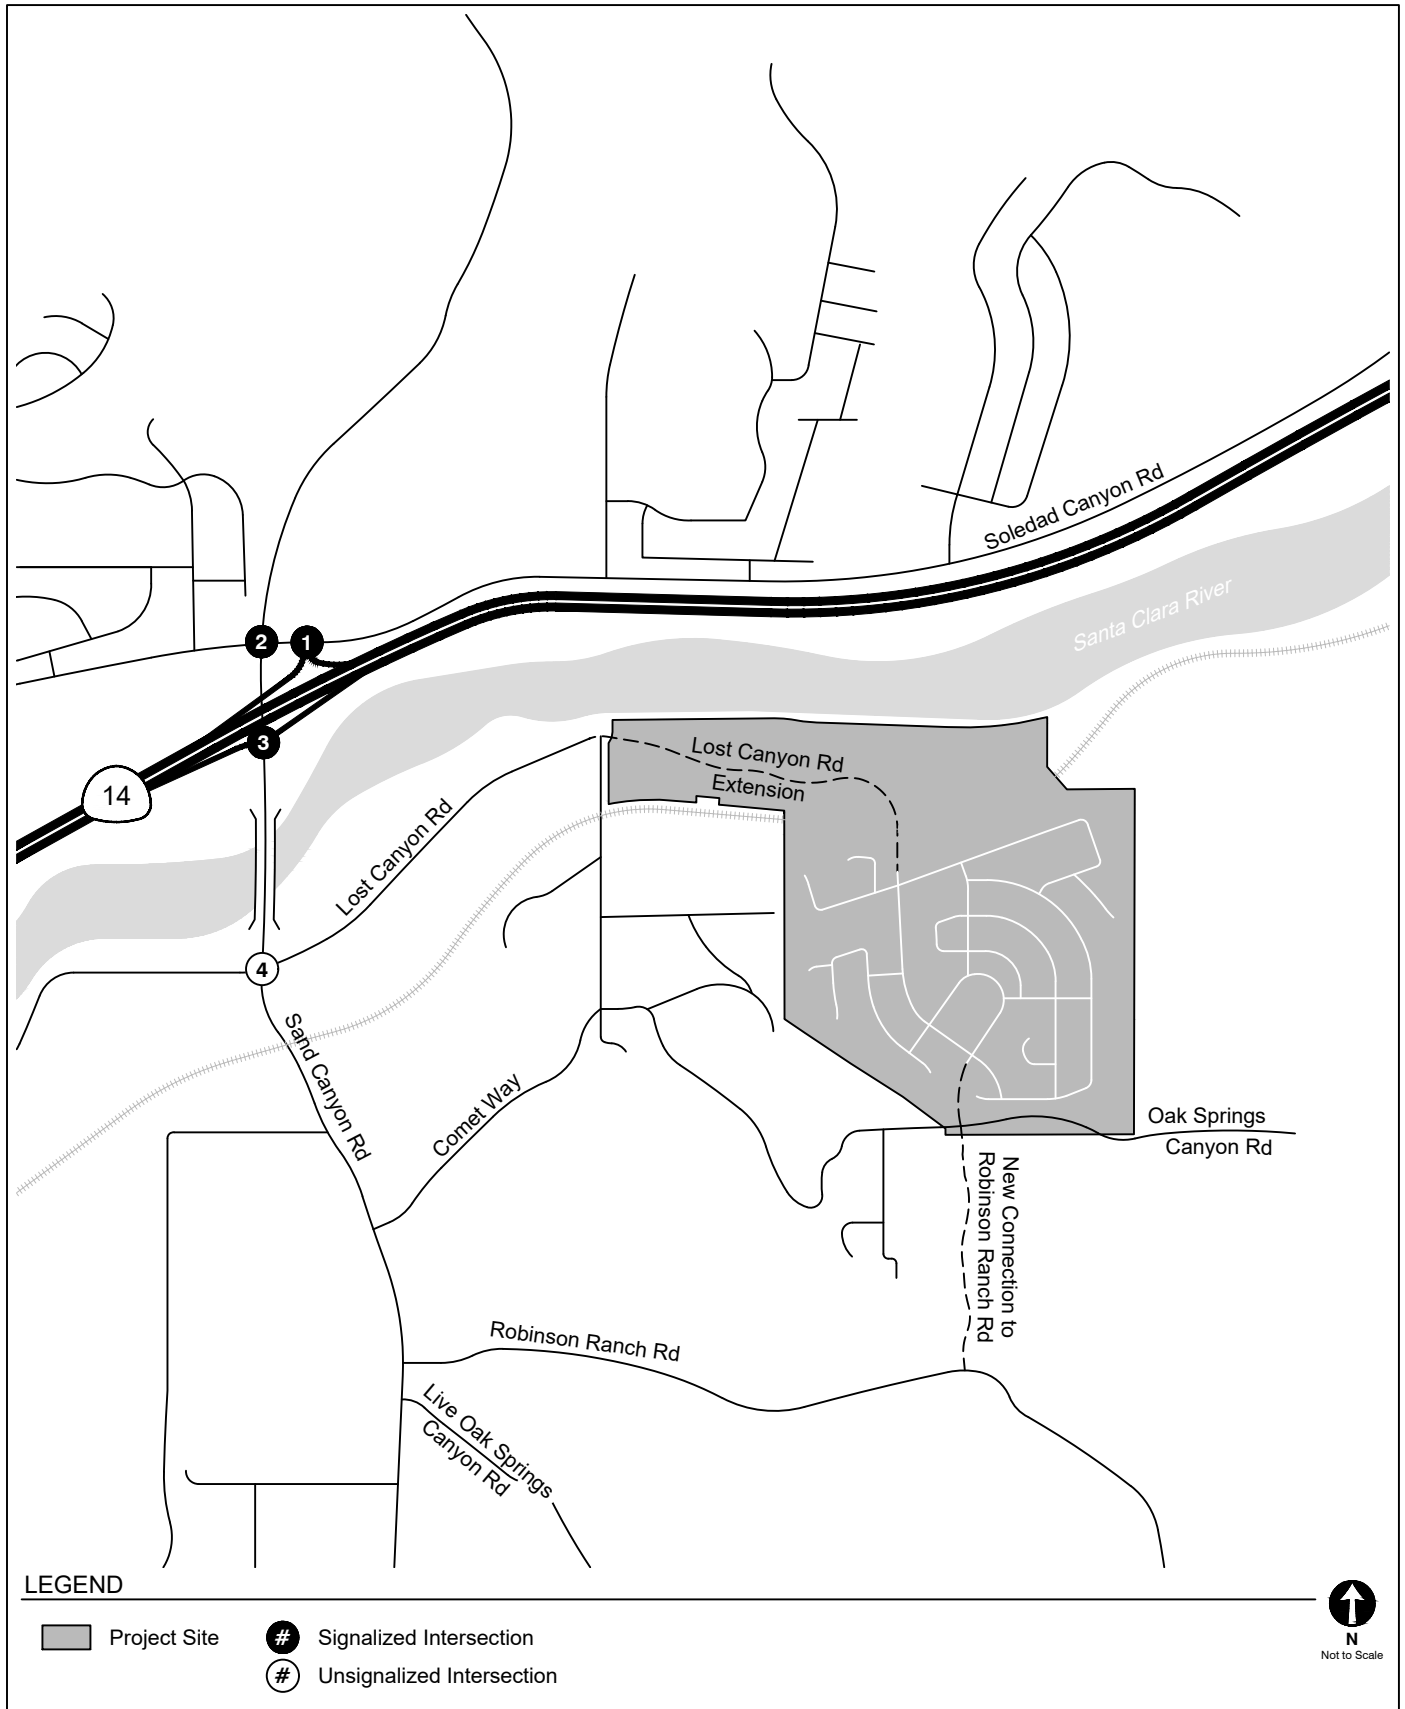 Soledad Canyon Rd
Santa Clara River
2
1
3
14
Lost Canyon Rd
Extension
Lost Canyon Rd
4
Sand Canyon Rd
Comet Way
Oak Springs
Canyon Rd
New Connection to
Robinson Ranch Rd
Robinson Ranch Rd
Live Oak Springs
Canyon Rd
LEGEND
Project Site
# Signalized Intersection
# Unsignalized Intersection
N
Not to Scale